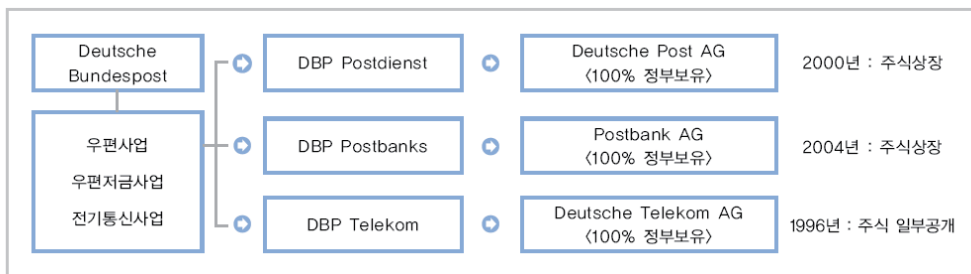 Deutsche
Bundespost
우편사업
우편저금사업
전기통신사업
DBP Postdienst
Deutsche Post AG
〈100% 정부보유〉
2000년 : 주식상장
DBP Postbanks
Postbank AG
〈100% 정부보유〉
2004년 : 주식상장
DBP Telekom
Deutsche Telekom AG
〈100% 정부보유〉
1996년 : 주식 일부공개